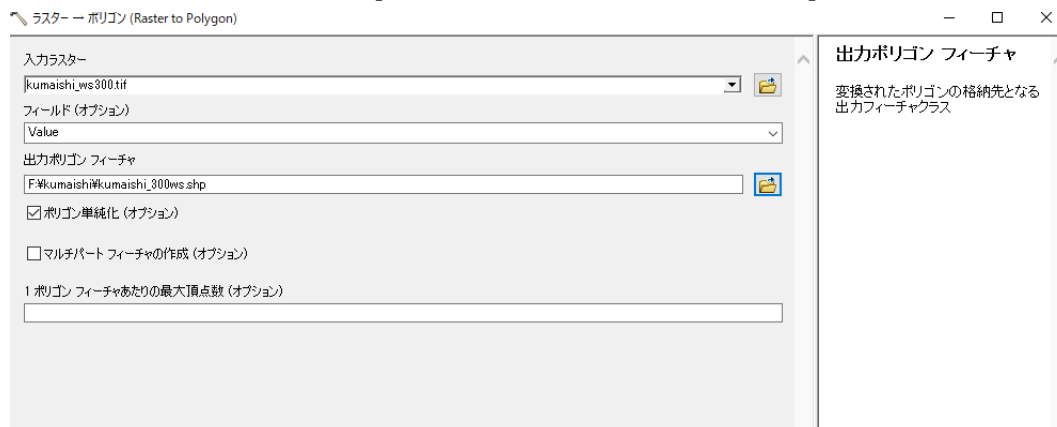 ラスター → ポリゴン (Raster to Polygon)
入力ラスター
kumaishi_ws300.tif
フィールド (オプション)
Value
出力ポリゴン フィーチャ
F:¥kumaishi¥kumaishi_300ws.shp
ポリゴン単純化 (オプション)
マルチパート フィーチャの作成 (オプション)
1 ポリゴン フィーチャあたりの最大頂点数 (オプション)
出力ポリゴン フィーチャ
変換されたポリゴンの格納先となる
出力フィーチャクラス